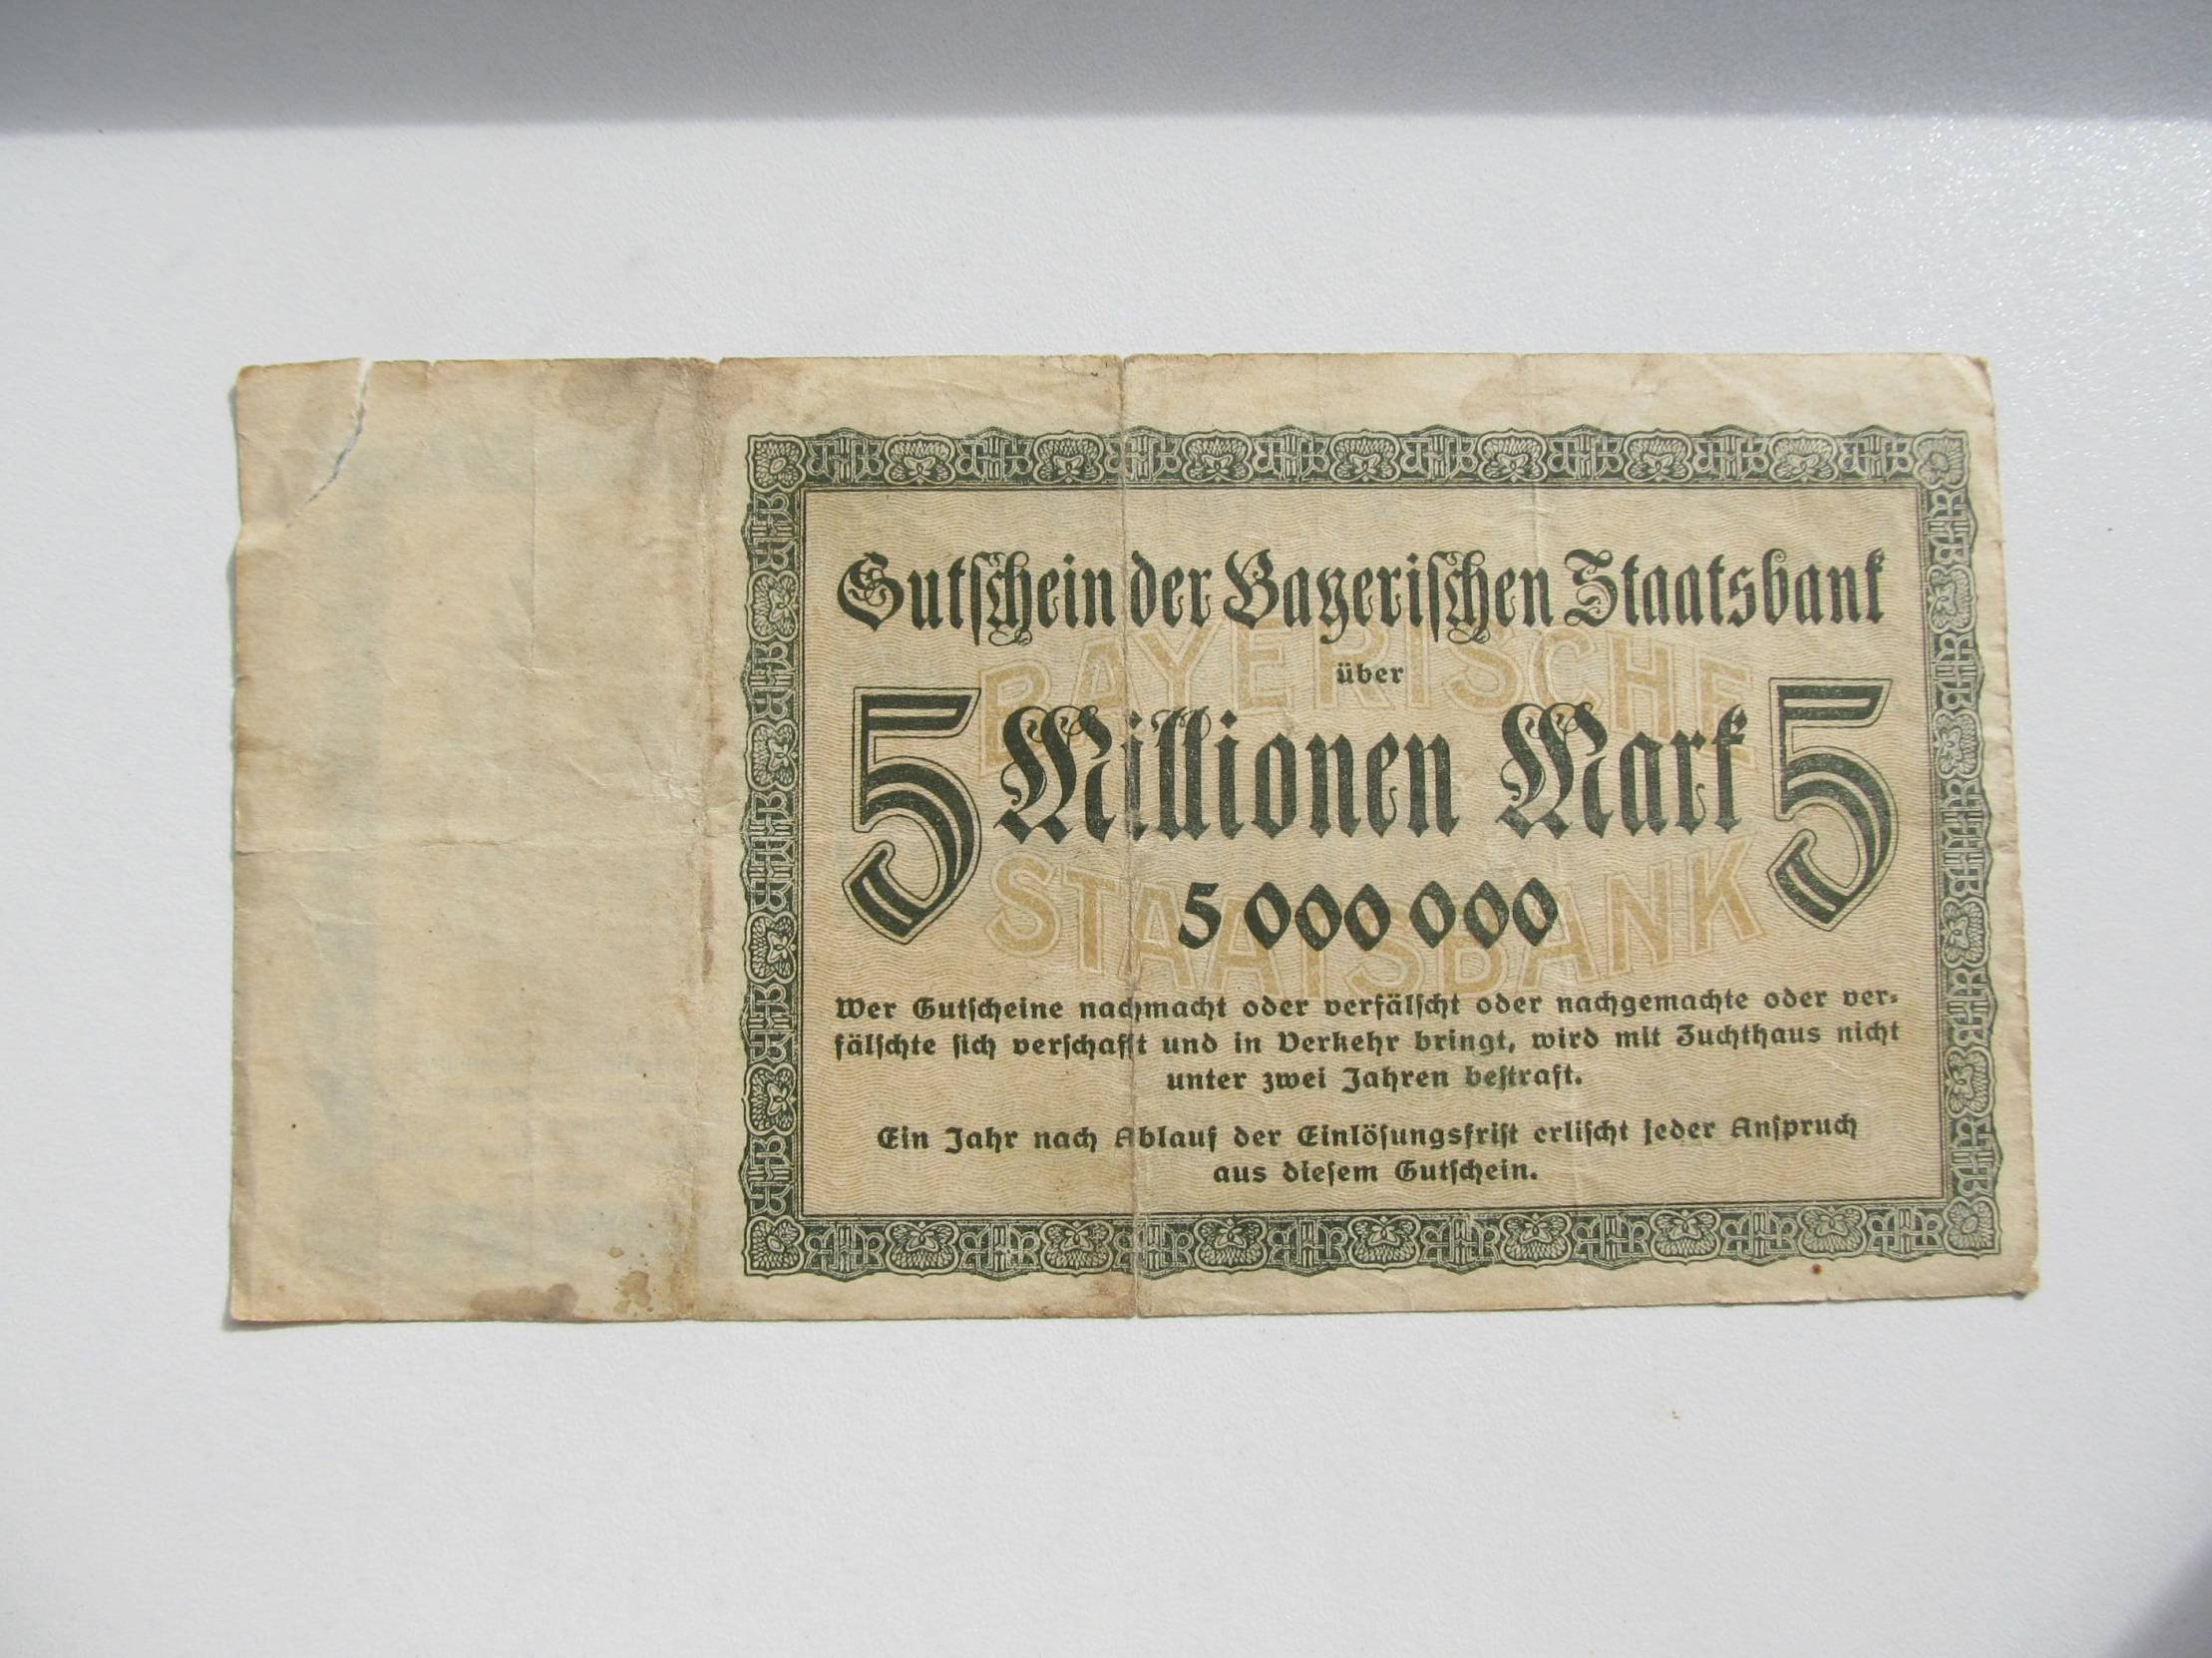 Gutschein der Bayerischen Staatsbank
über
5 Millionen Mark 5
5 000 000
BAYERISCHE
STAATSBANK
Wer Gutscheine nachmacht oder verfälscht oder nachgemachte oder ver-
fälschte sich verschafft und in Verkehr bringt, wird mit Zuchthaus nicht
unter zwei Jahren bestraft.
Ein Jahr nach Ablauf der Einlösungsfrist erlischt jeder Anspruch
aus diesem Gutschein.